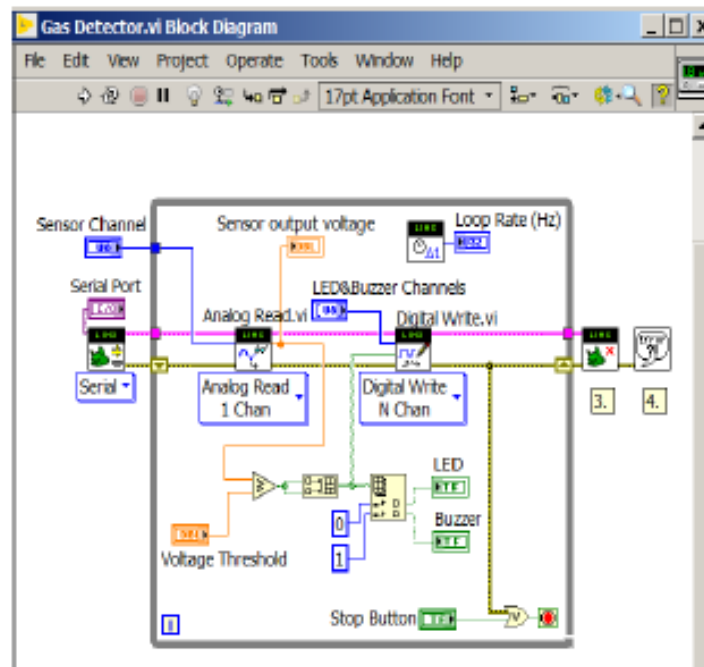 Gas Detector.vi Block Diagram
File Edit View Project Operate Tools Window Help
17pt Application Font
Sensor Channel
Sensor output voltage
Loop Rate (Hz)
Serial Port
LED&Buzzer Channels
Analog Read.vi
Digital Write.vi
Serial
Analog Read
1 Chan
Digital Write
N Chan
3.
4.
LED
0
Buzzer
1
Voltage Threshold
Stop Button
i